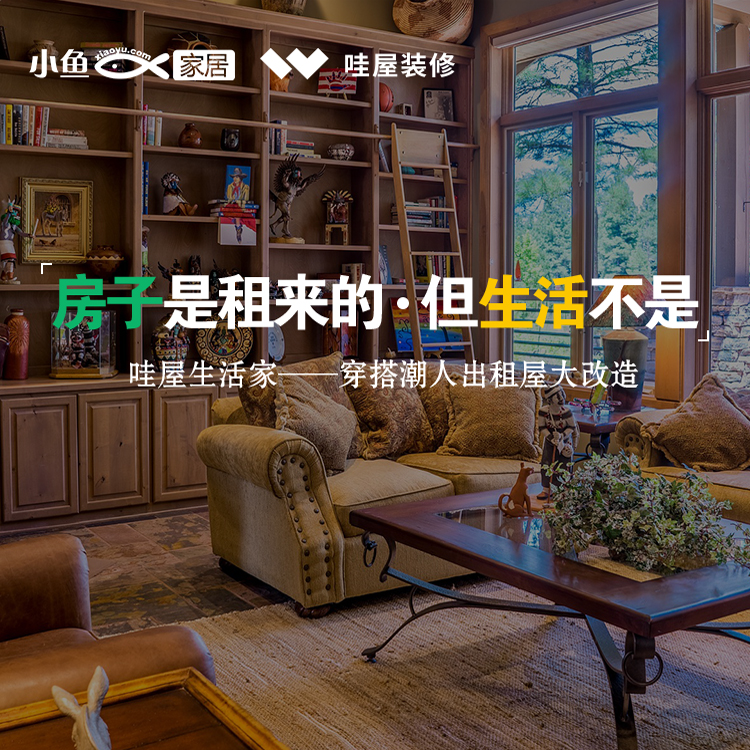 小鱼 xiaoyu.com 家居 哇屋装修
「房子是租来的·但生活不是」
哇屋生活家——穿搭潮人出租屋大改造